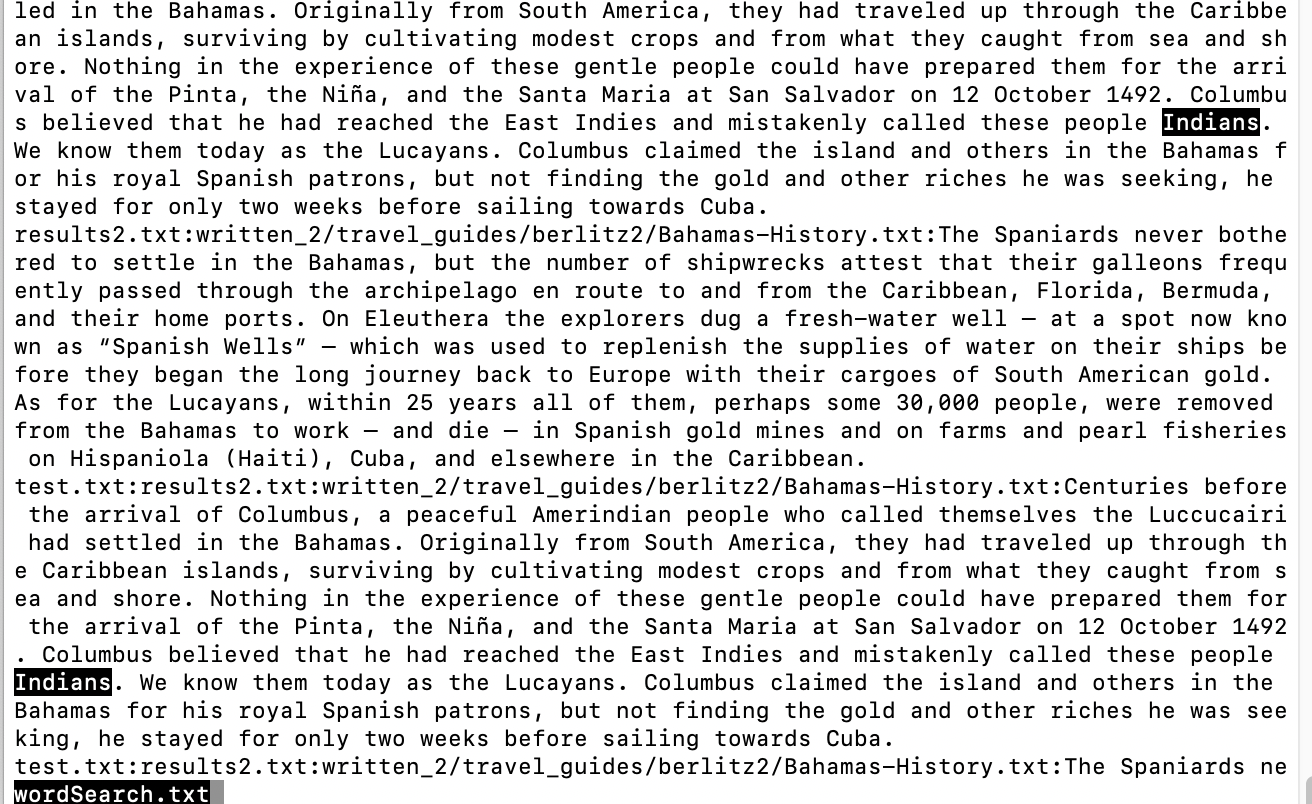 led in the Bahamas. Originally from South America, they had traveled up through the Caribbe
an islands, surviving by cultivating modest crops and from what they caught from sea and sh
ore. Nothing in the experience of these gentle people could have prepared them for the arri
val of the Pinta, the Niña, and the Santa Maria at San Salvador on 12 October 1492. Columbu
s believed that he had reached the East Indies and mistakenly called these people Indians.
We know them today as the Lucayans. Columbus claimed the island and others in the Bahamas f
or his royal Spanish patrons, but not finding the gold and other riches he was seeking, he
stayed for only two weeks before sailing towards Cuba.
results2.txt:written_2/travel_guides/berlitz2/Bahamas-History.txt:The Spaniards never bothe
red to settle in the Bahamas, but the number of shipwrecks attest that their galleons frequ
ently passed through the archipelago en route to and from the Caribbean, Florida, Bermuda,
and their home ports. On Eleuthera the explorers dug a fresh-water well — at a spot now kno
wn as “Spanish Wells” — which was used to replenish the supplies of water on their ships be
fore they began the long journey back to Europe with their cargoes of South American gold.
As for the Lucayans, within 25 years all of them, perhaps some 30,000 people, were removed
from the Bahamas to work — and die — in Spanish gold mines and on farms and pearl fisheries
 on Hispaniola (Haiti), Cuba, and elsewhere in the Caribbean.
test.txt:results2.txt:written_2/travel_guides/berlitz2/Bahamas-History.txt:Centuries before
 the arrival of Columbus, a peaceful Amerindian people who called themselves the Luccucairi
 had settled in the Bahamas. Originally from South America, they had traveled up through th
e Caribbean islands, surviving by cultivating modest crops and from what they caught from s
ea and shore. Nothing in the experience of these gentle people could have prepared them for
 the arrival of the Pinta, the Niña, and the Santa Maria at San Salvador on 12 October 1492
. Columbus believed that he had reached the East Indies and mistakenly called these people
Indians. We know them today as the Lucayans. Columbus claimed the island and others in the
Bahamas for his royal Spanish patrons, but not finding the gold and other riches he was see
king, he stayed for only two weeks before sailing towards Cuba.
test.txt:results2.txt:written_2/travel_guides/berlitz2/Bahamas-History.txt:The Spaniards ne
wordSearch.txt